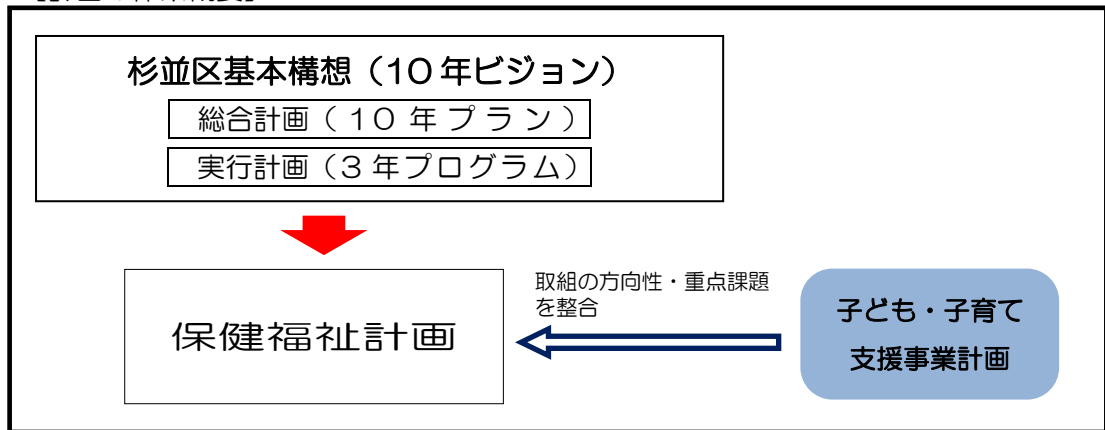 杉並区基本構想（10年ビジョン）
総合計画（10年プラン）
実行計画（3年プログラム）
保健福祉計画
取組の方向性・重点課題
を整合
子ども・子育て
支援事業計画